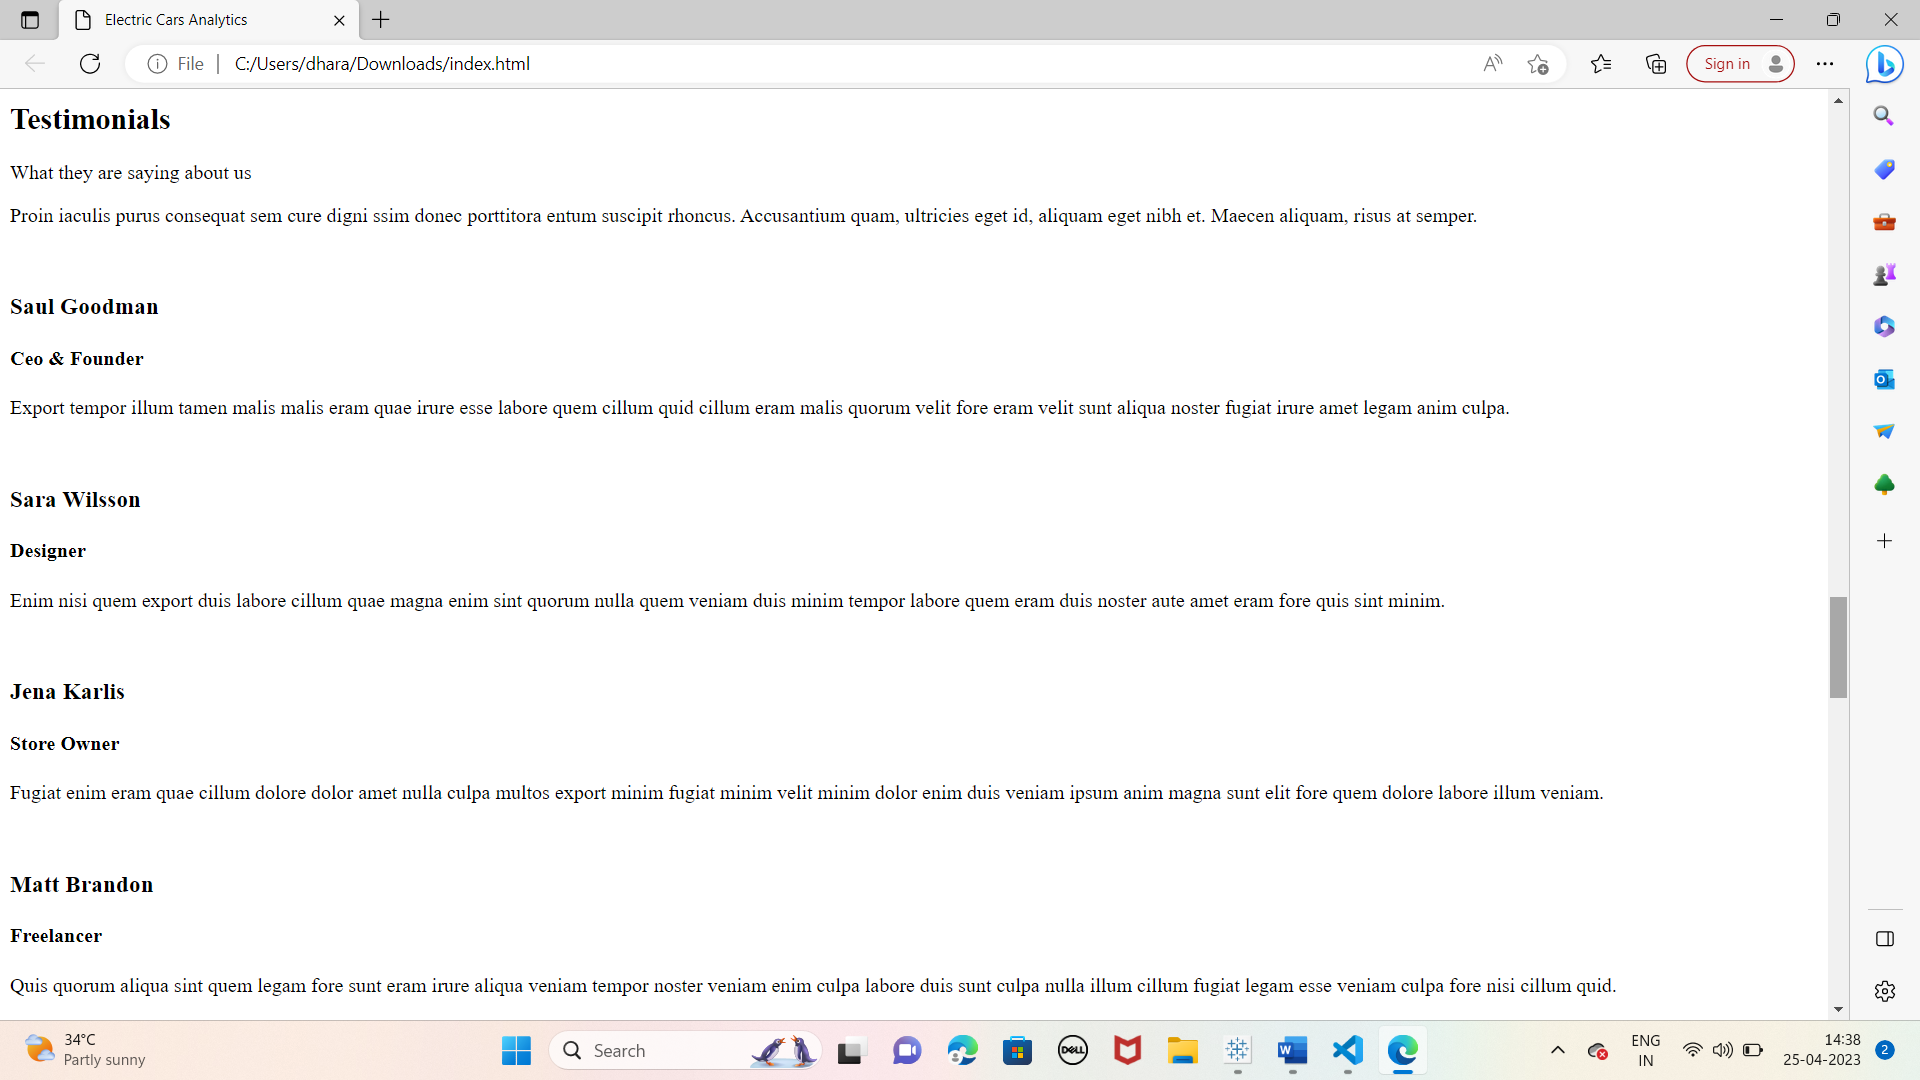 Electric Cars Analytics
File
C:/Users/dhara/Downloads/index.html
Sign in
Testimonials
What they are saying about us
Proin iaculis purus consequat sem cure digni ssim donec porttitora entum suscipit rhoncus. Accusantium quam, ultricies eget id, aliquam eget nibh et. Maecen aliquam, risus at semper.
Saul Goodman
Ceo & Founder
Export tempor illum tamen malis malis eram quae irure esse labore quem cillum quid cillum eram malis quorum velit fore eram velit sunt aliqua noster fugiat irure amet legam anim culpa.
Sara Wilsson
Designer
Enim nisi quem export duis labore cillum quae magna enim sint quorum nulla quem veniam duis minim tempor labore quem eram duis noster aute amet eram fore quis sint minim.
Jena Karlis
Store Owner
Fugiat enim eram quae cillum dolore dolor amet nulla culpa multos export minim fugiat minim velit minim dolor enim duis veniam ipsum anim magna sunt elit fore quem dolore labore illum veniam.
Matt Brandon
Freelancer
Quis quorum aliqua sint quem legam fore sunt eram irure aliqua veniam tempor noster veniam enim culpa labore duis sunt culpa nulla illum cillum fugiat legam esse veniam culpa fore nisi cillum quid.
34°C
Partly sunny
Search
DELL
ENG
IN
14:38
25-04-2023
2